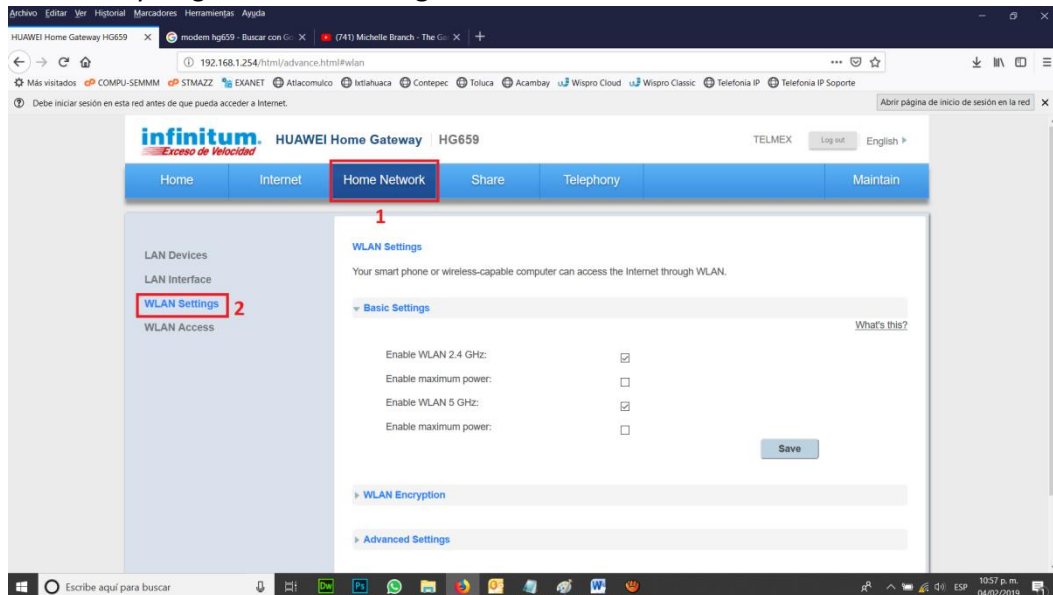 Archivo Editar Ver Historial Marcadores Herramientas Ayuda
HUAWEI Home Gateway HG659 modem hg659 - Buscar con Go (741) Michelle Branch - The Ga
192.168.1.254/html/advance.html#wlan
Más visitados COMPU-SEMMM STMAZZ EXANET Atlacomulco Ixtlahuaca Contepec Toluca Acambay Wispro Cloud Wispro Classic Telefonia IP Telefonia IP Soporte
Debe iniciar sesión en esta red antes de que pueda acceder a Internet. Abrir página de inicio de sesión en la red
infinitum. HUAWEI Home Gateway HG659 TELMEX Log out English
Exceso de Velocidad
Home Internet Home Network Share Telephony Maintain
1
LAN Devices
LAN Interface
WLAN Settings 2
WLAN Access
WLAN Settings
Your smart phone or wireless-capable computer can access the Internet through WLAN.
Basic Settings
What's this?
Enable WLAN 2.4 GHz:
Enable maximum power:
Enable WLAN 5 GHz:
Enable maximum power:
Save
WLAN Encryption
Advanced Settings
Escribe aquí para buscar Dw Ps ESP 10:57 p. m.
04/02/2019